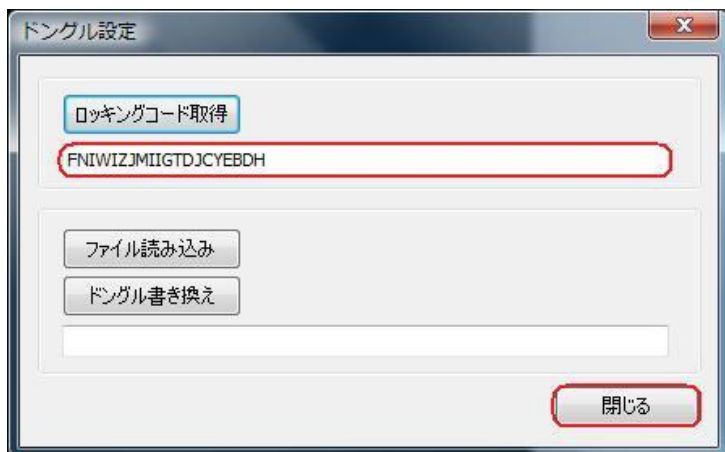 ドングル設定
ロッキングコード取得
FNIWIZJMIIGTDJCYEBDH
ファイル読み込み
ドングル書き換え
閉じる